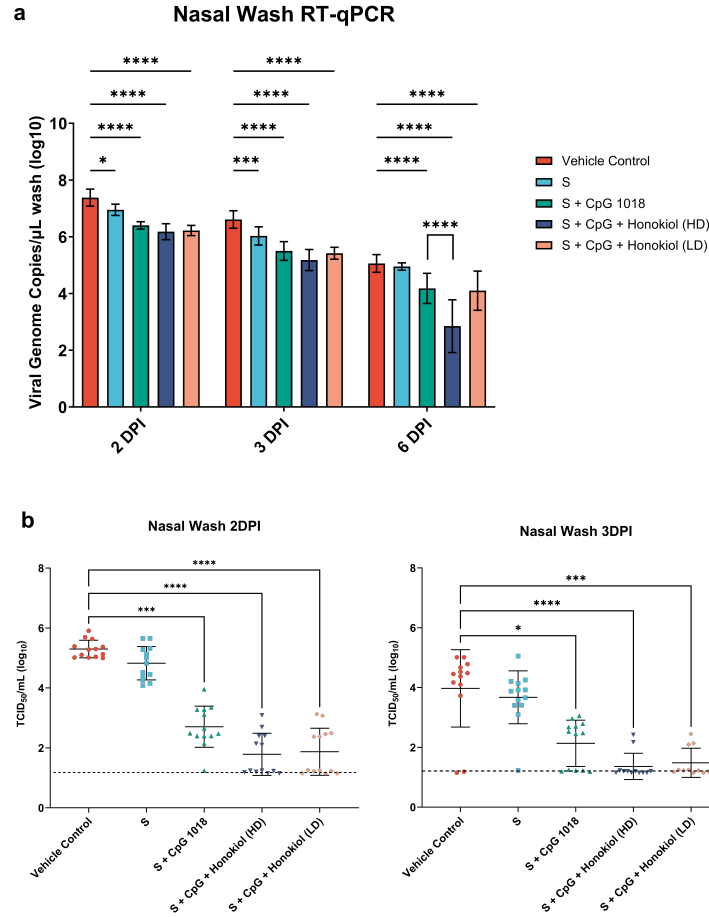 a
Nasal Wash RT-qPCR
**** ****
**** **** ****
**** **** ****
* *** ****
****
Viral Genome Copies/µL wash (log10)
10
8
6
4
2
0
2 DPI
3 DPI
6 DPI
Vehicle Control
S
S + CpG 1018
S + CpG + Honokiol (HD)
S + CpG + Honokiol (LD)
b
Nasal Wash 2DPI
****
****
***
TCID50/mL (log10)
8
6
4
2
0
Vehicle Control
S
S + CpG 1018
S + CpG + Honokiol (HD)
S + CpG + Honokiol (LD)
Nasal Wash 3DPI
***
****
*
TCID50/mL (log10)
8
6
4
2
0
Vehicle Control
S
S + CpG 1018
S + CpG + Honokiol (HD)
S + CpG + Honokiol (LD)